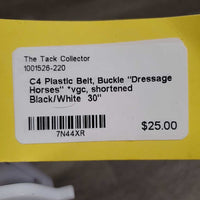 The Tack Collector
1001526-220
C4 Plastic Belt, Buckle "Dressage
Horses" *vgc, shortened
Black/White 30"
7N44XR
$25.00